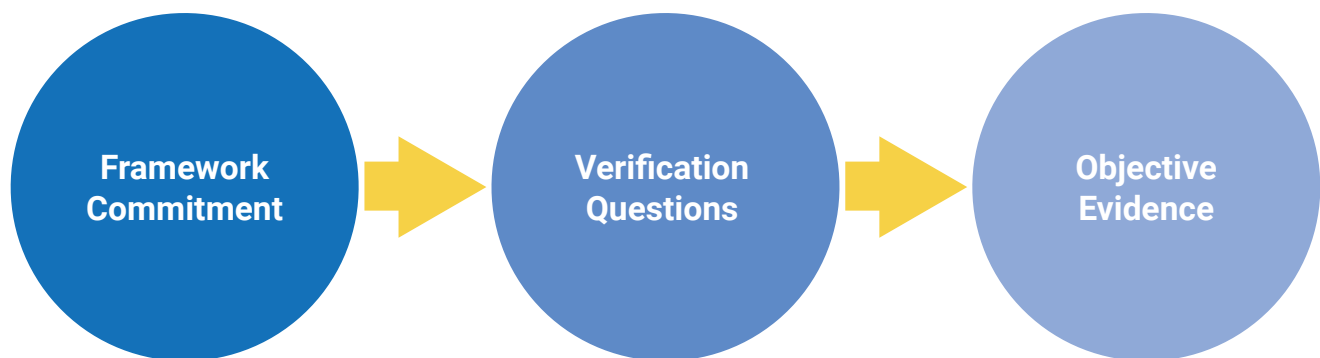 Framework
Commitment
Verification
Questions
Objective
Evidence